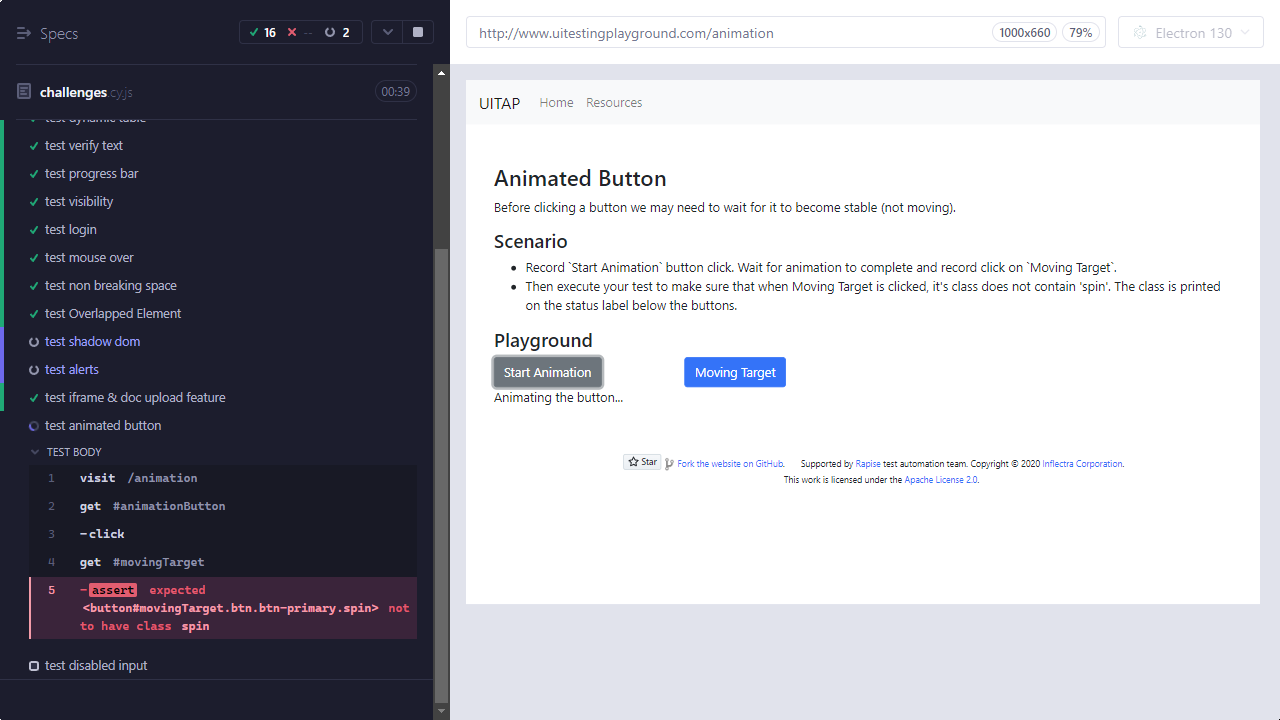 Specs
16
--
2
challenges.cy.js
00:39
test dynamic table
test verify text
test progress bar
test visibility
test login
test mouse over
test non breaking space
test Overlapped Element
test shadow dom
test alerts
test iframe & doc upload feature
test animated button
TEST BODY
1 visit /animation
2 get #animationButton
3 -click
4 get #movingTarget
5 -assert expected
<button#movingTarget.btn.btn-primary.spin> not
to have class spin
test disabled input
http://www.uitestingplayground.com/animation
1000x660
79%
Electron 130
UITAP Home Resources
Animated Button
Before clicking a button we may need to wait for it to become stable (not moving).
Scenario
• Record `Start Animation` button click. Wait for animation to complete and record click on `Moving Target`.
• Then execute your test to make sure that when Moving Target is clicked, it's class does not contain 'spin'. The class is printed
on the status label below the buttons.
Playground
Start Animation
Moving Target
Animating the button...
Star Fork the website on GitHub. Supported by Rapise test automation team. Copyright © 2020 Inflectra Corporation.
This work is licensed under the Apache License 2.0.